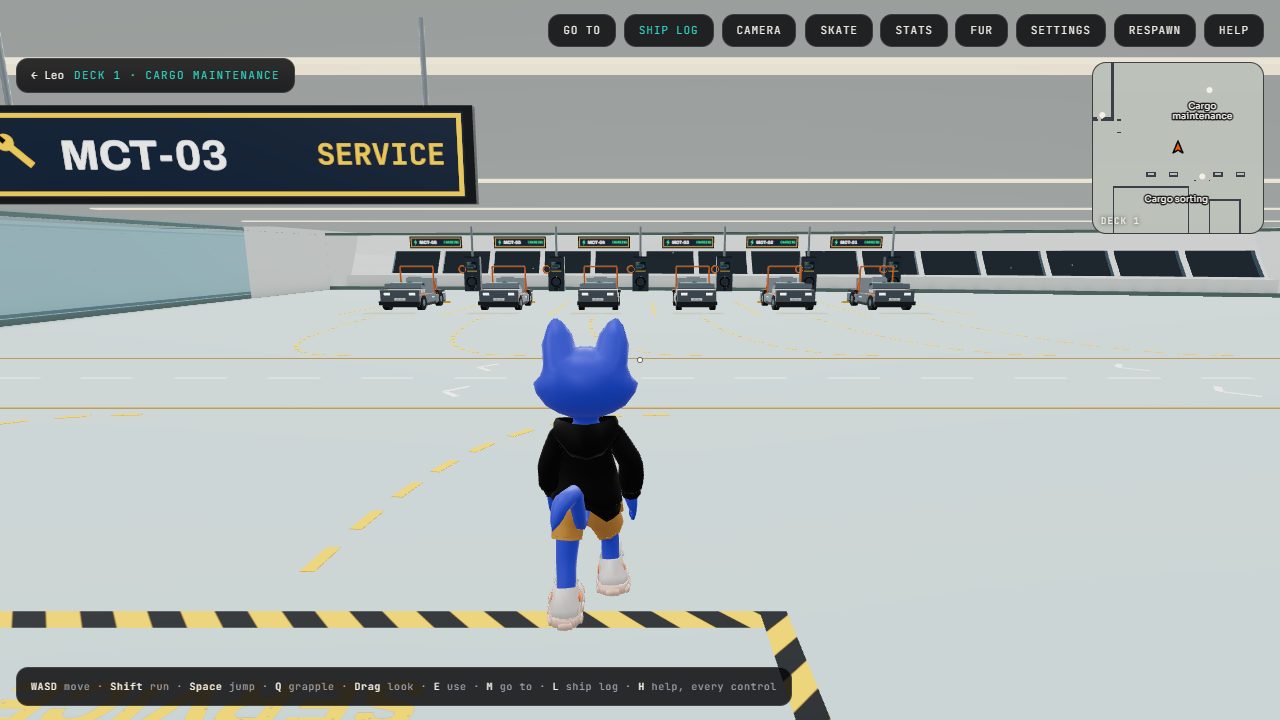 GO TO
SHIP LOG
CAMERA
SKATE
STATS
FUR
SETTINGS
RESPAWN
HELP
← Leo DECK 1 · CARGO MAINTENANCE
MCT-03 SERVICE
Cargo
maintenance
Cargo sorting
DECK 1
WASD move · Shift run · Space jump · Q grapple · Drag look · E use · M go to · L ship log · H help, every control